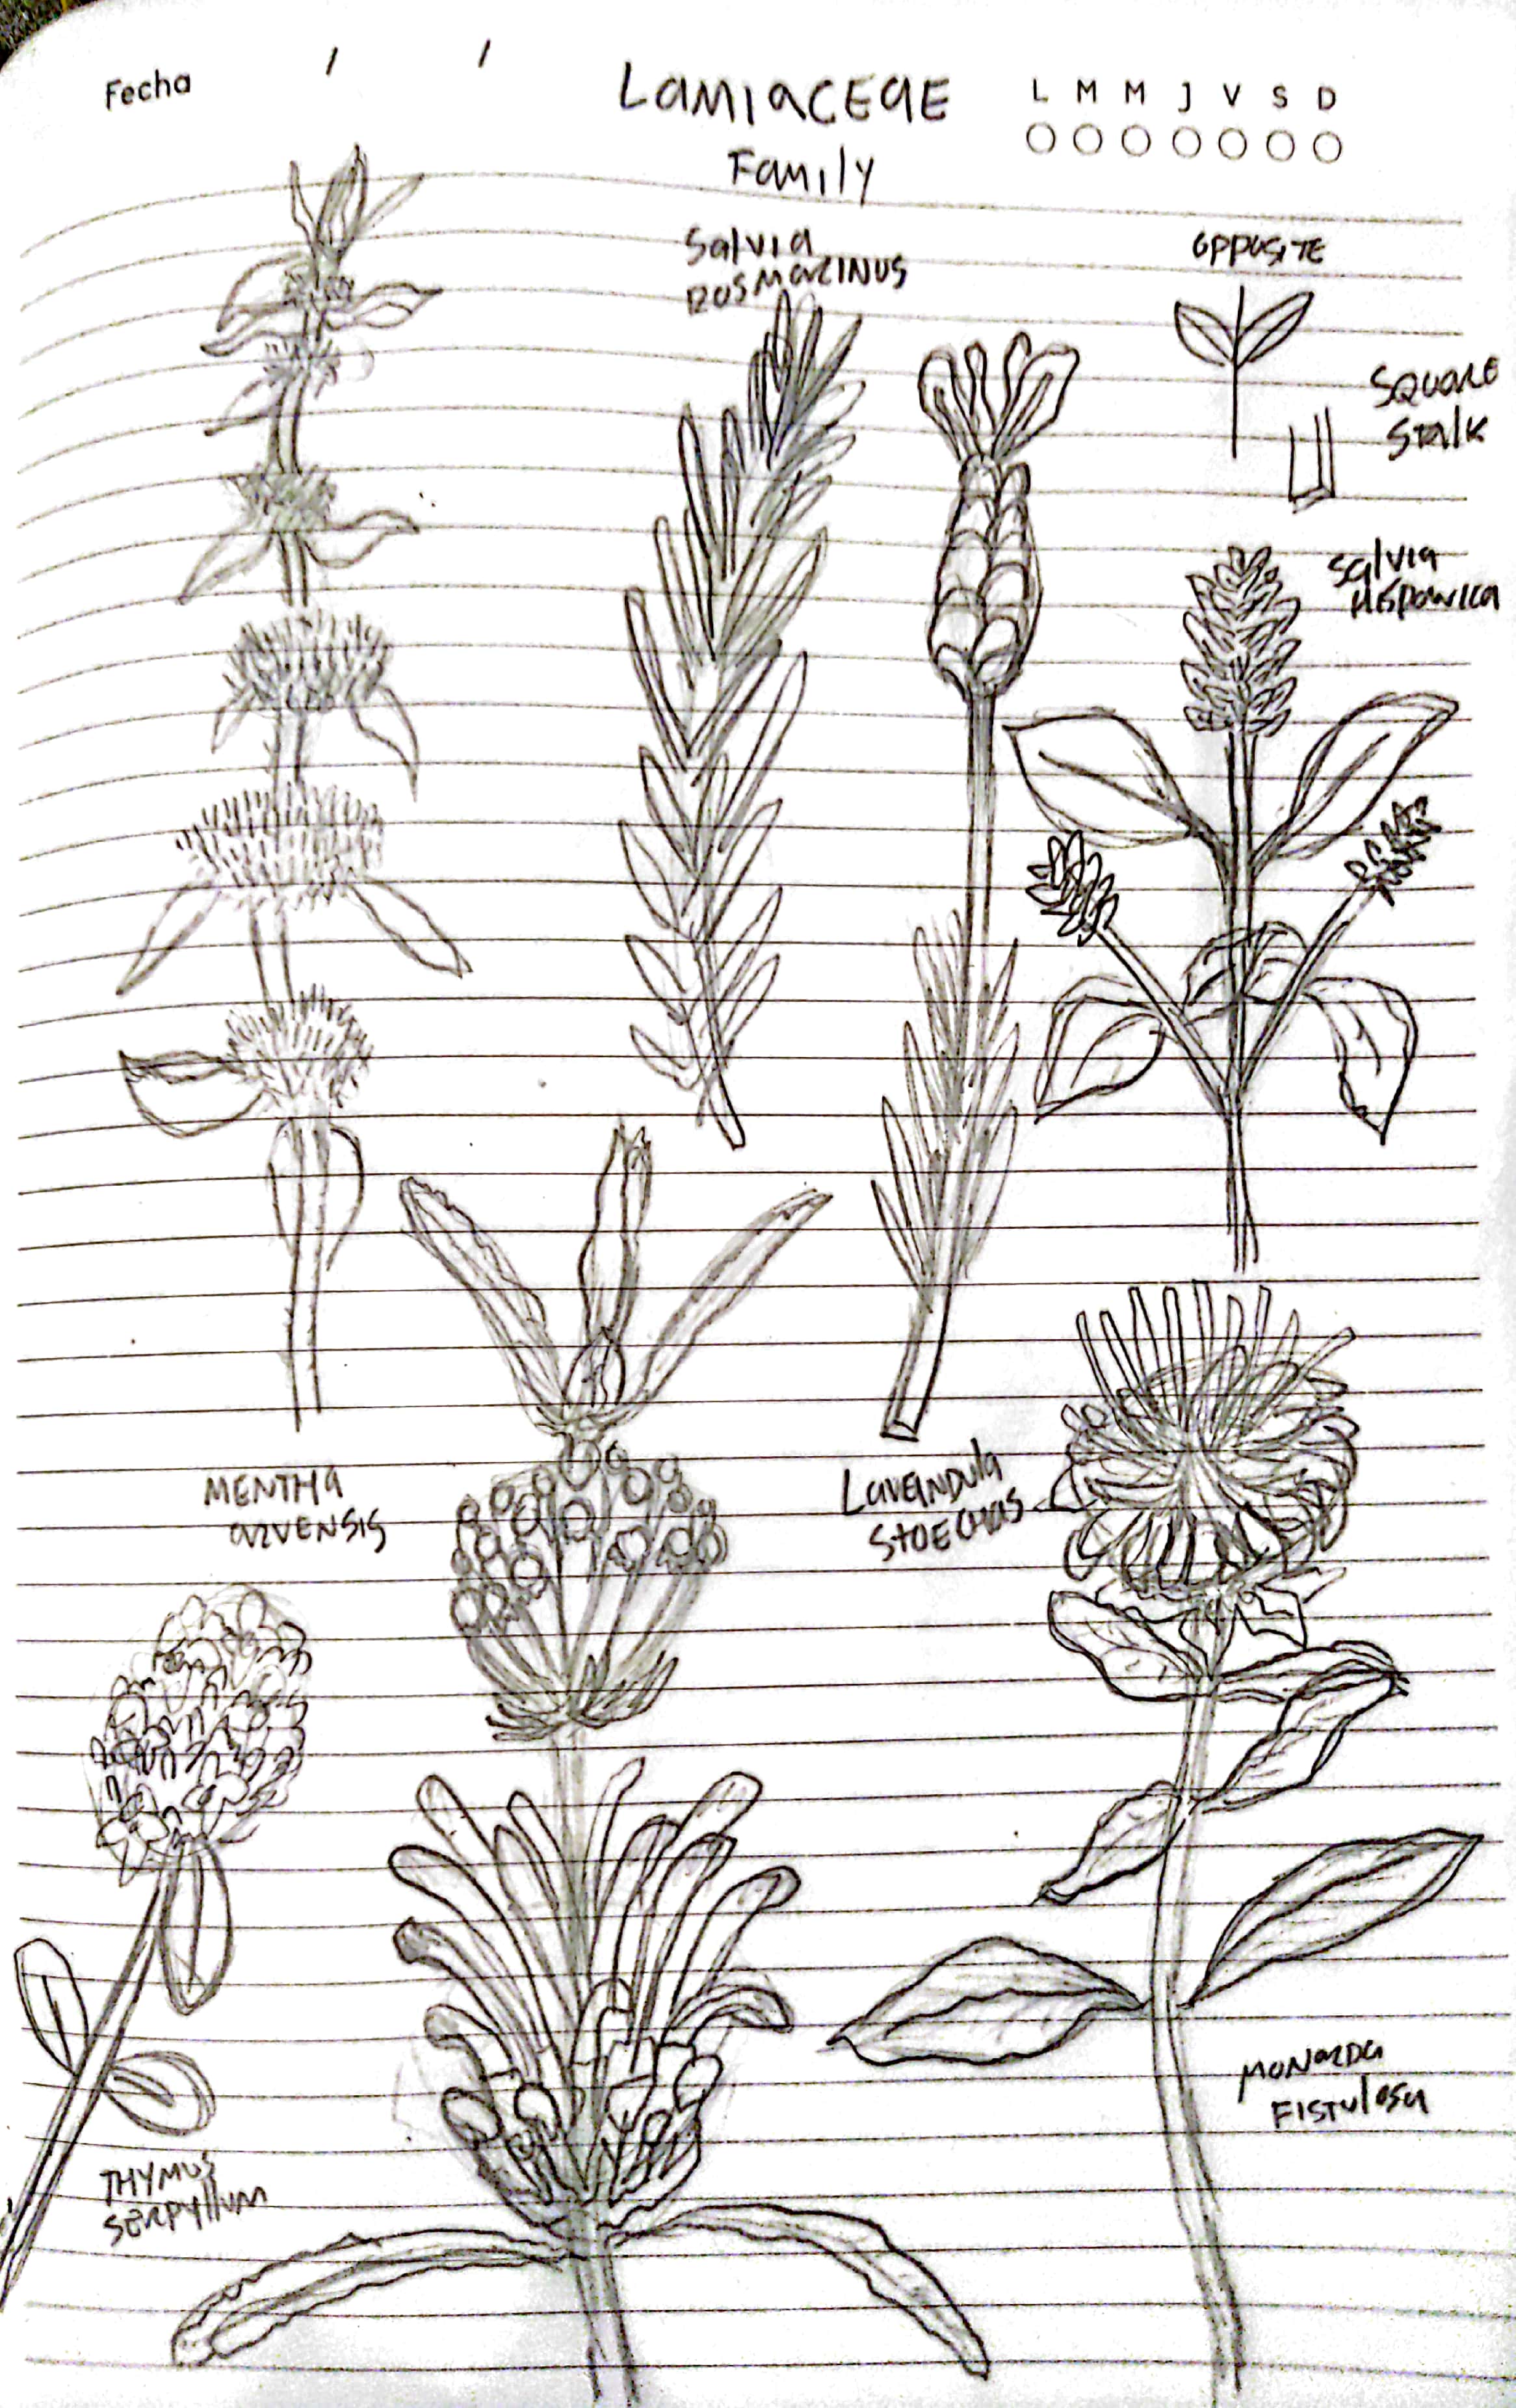 Fecha / /
Lamiaceae
Family
L M M J V S D
Salvia
Rosmarinus
Opposite
Square
Stalk
Salvia
Hispanica
Mentha
arvensis
Lavandula
Stoechas
Thymus
Serpyllum
Monarda
Fistulosa